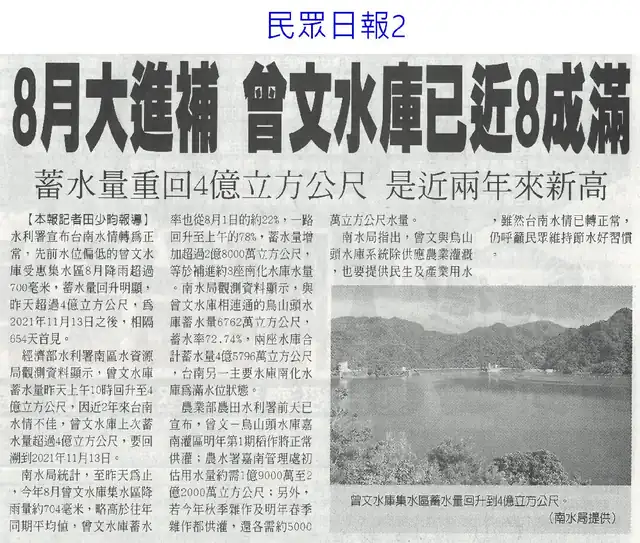 民眾日報2
8月大進補 曾文水庫已近8成滿
蓄水量重回4億立方公尺 是近兩年來新高
【本報記者田少昀報導】
水利署宣布台南水情轉為正
常，先前水位偏低的曾文水
庫受惠集水區8月降雨超過
700毫米，蓄水量回升明顯，
昨天超過4億立方公尺，為
2021年11月13日之後，相隔
654天首見。
經濟部水利署南區水資源
局觀測資料顯示，曾文水庫
蓄水量昨天上午10時回升至4
億立方公尺，因近2年來台南
水情不佳，曾文水庫上次蓄
水量超過4億立方公尺，要回
溯到2021年11月13日。
南水局統計，至昨天為止
，今年8月曾文水庫集水區降
雨量約704毫米，略高於往年
同期平均值，曾文水庫蓄水
率也從8月1日的約22%，一路
回升至上午的78%，蓄水量增
加超過2億8000萬立方公尺，
等於補進約3座南化水庫水量
。南水局觀測資料顯示，與
曾文水庫相連通的烏山頭水
庫蓄水量6762萬立方公尺，
蓄水率72.74%，兩座水庫合
計蓄水量4億5796萬立方公尺
，台南另一主要水庫南化水
庫為滿水位狀態。
農業部農田水利署前天已
宣布，曾文－烏山頭水庫嘉
南灌區明年第1期稻作將正常
供灌；農水署嘉南管理處初
估用水量約需1億9000萬至2
億2000萬立方公尺；另外，
若今年秋季雜作及明年春季
雜作都供灌，還各需約5000
萬立方公尺水量。
南水局指出，曾文與烏山
頭水庫系統除供應農業灌溉
，也要提供民生及產業用水
，雖然台南水情已轉正常，
仍呼籲民眾維持節水好習慣
。
曾文水庫集水區蓄水量回升到4億立方公尺。
（南水局提供）